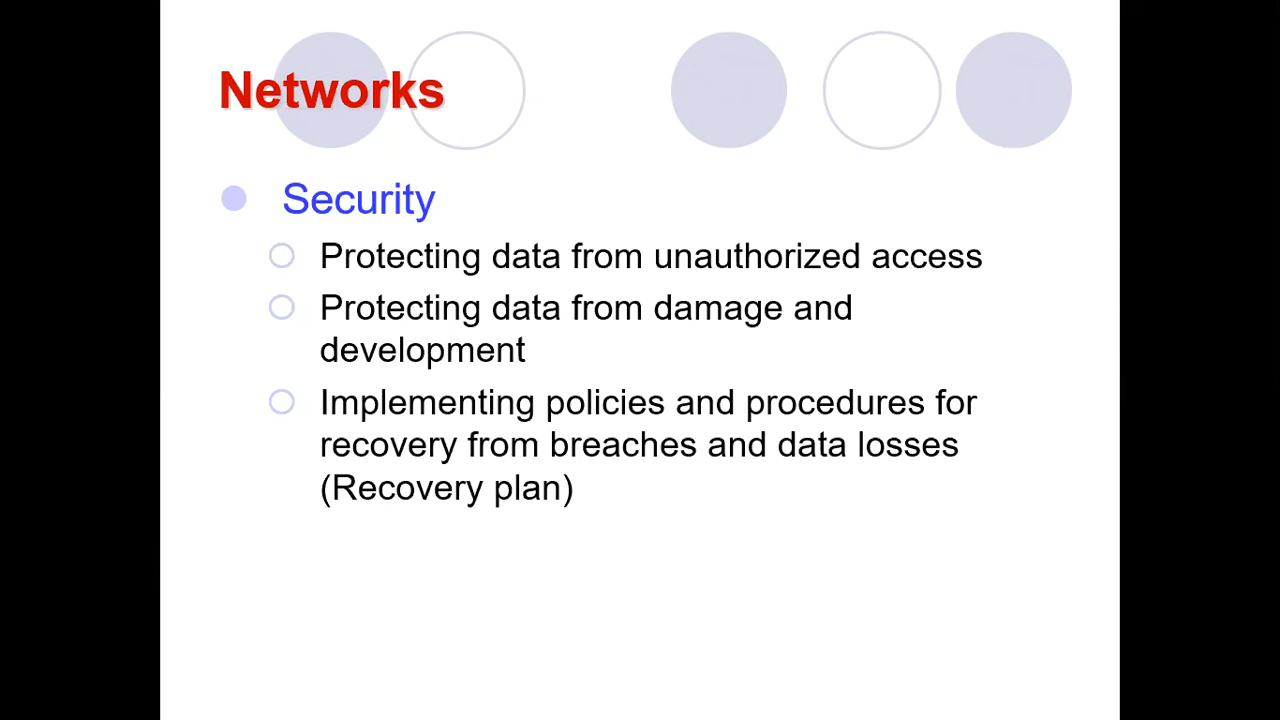 Networks
Security
Protecting data from unauthorized access
Protecting data from damage and
development
Implementing policies and procedures for
recovery from breaches and data losses
(Recovery plan)